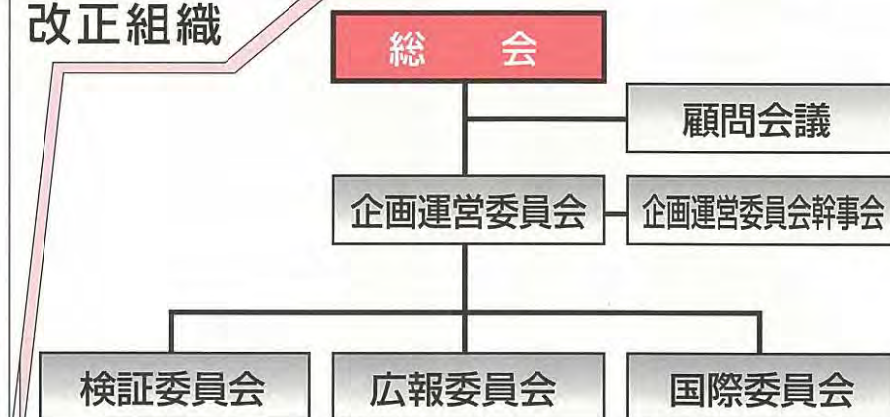 改正組織
総　会
顧問会議
企画運営委員会
企画運営委員会幹事会
検証委員会
広報委員会
国際委員会